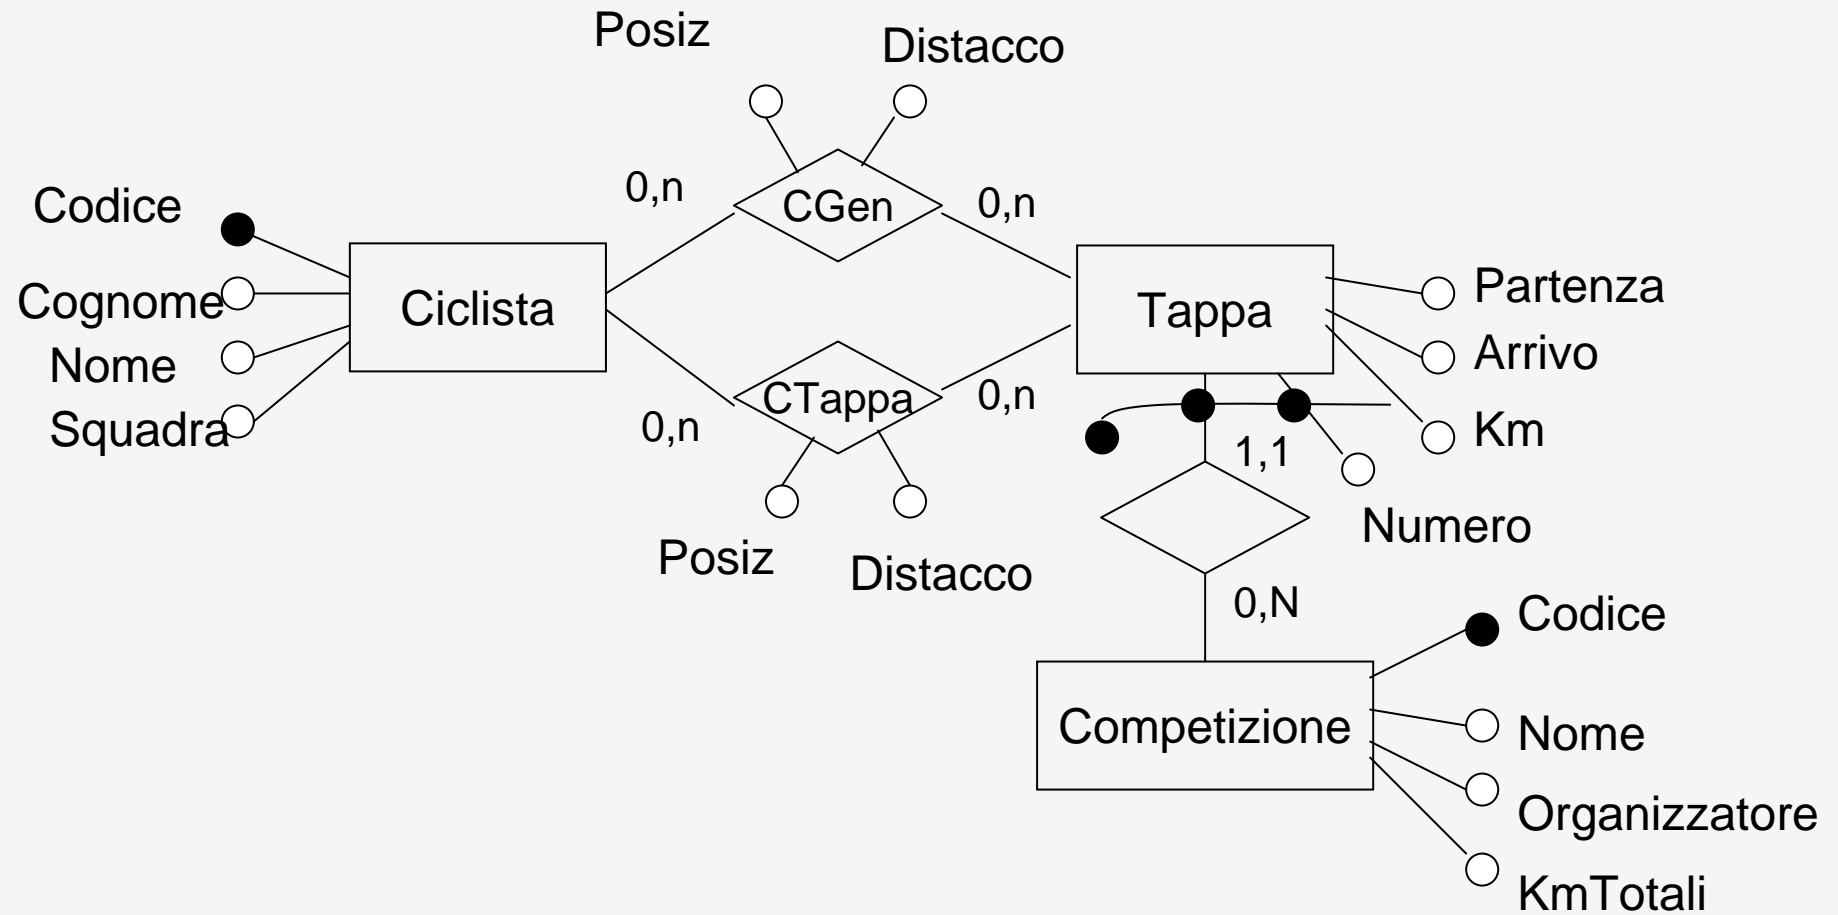 Posiz
Distacco
Codice
0,n
CGen
0,n
Cognome
Ciclista
Tappa
Partenza
Nome
Arrivo
Squadra
0,n
CTappa
0,n
1,1
Km
Posiz
Distacco
Numero
0,N
Codice
Competizione
Nome
Organizzatore
KmTotali